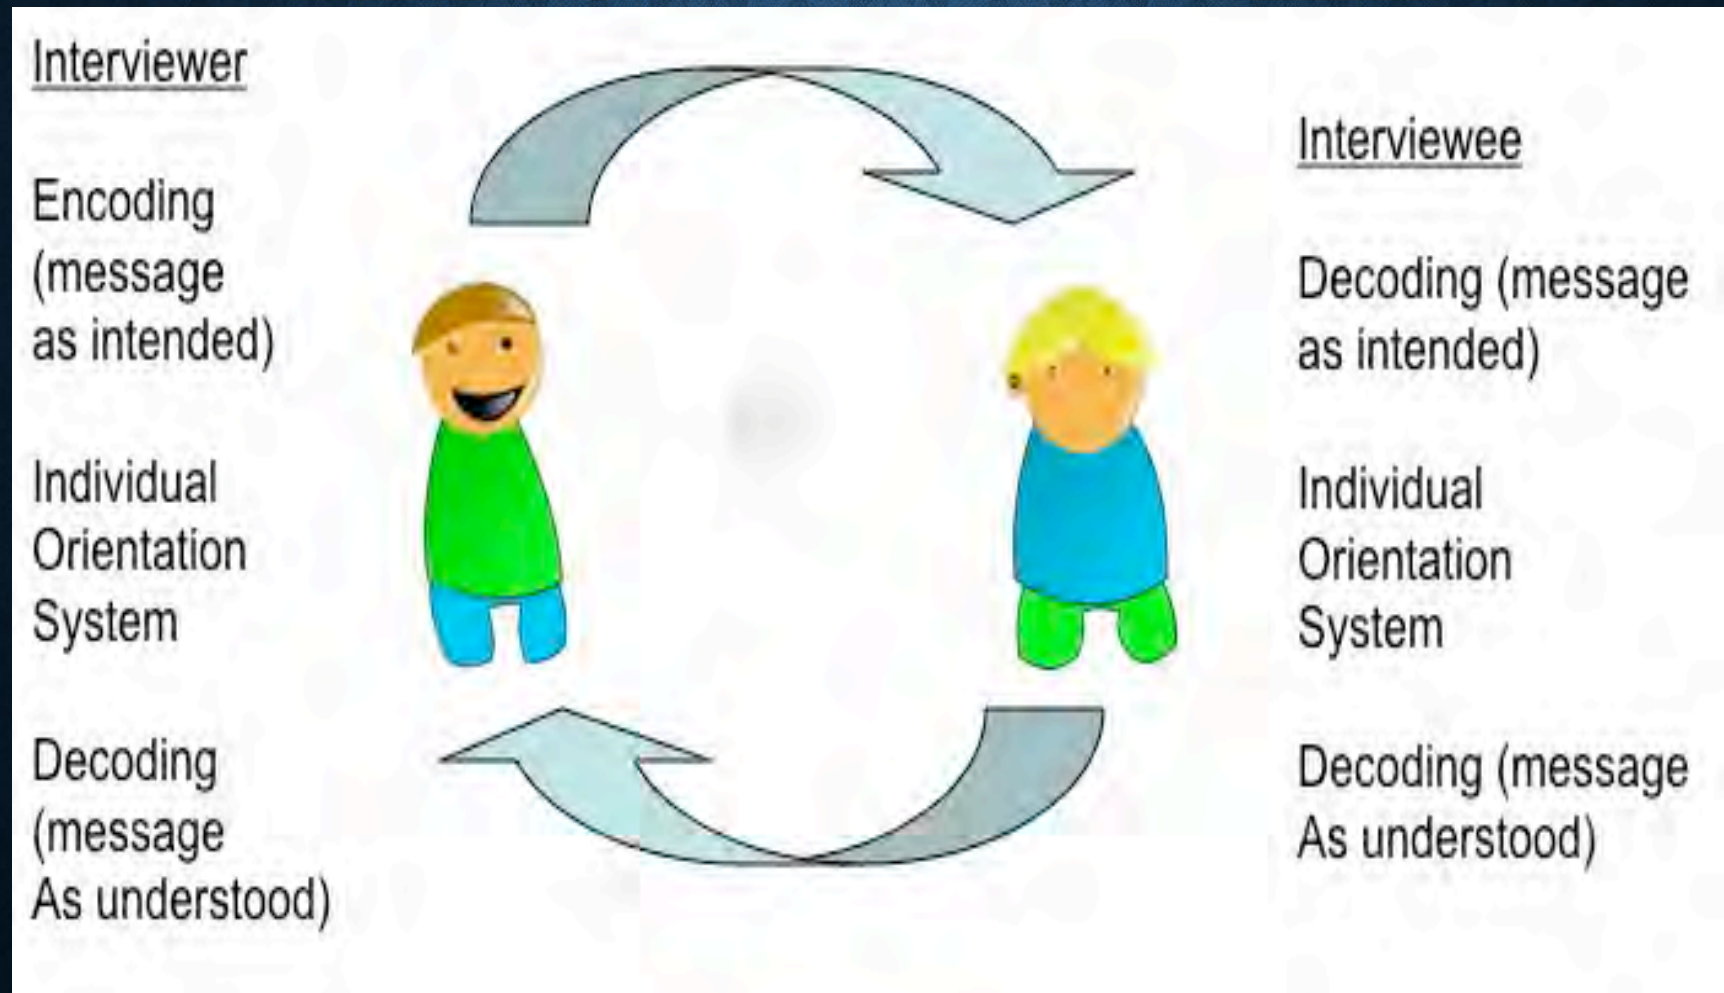 Interviewer
Encoding
(message
as intended)
Individual
Orientation
System
Decoding
(message
As understood)
Interviewee
Decoding (message
as intended)
Individual
Orientation
System
Decoding (message
As understood)